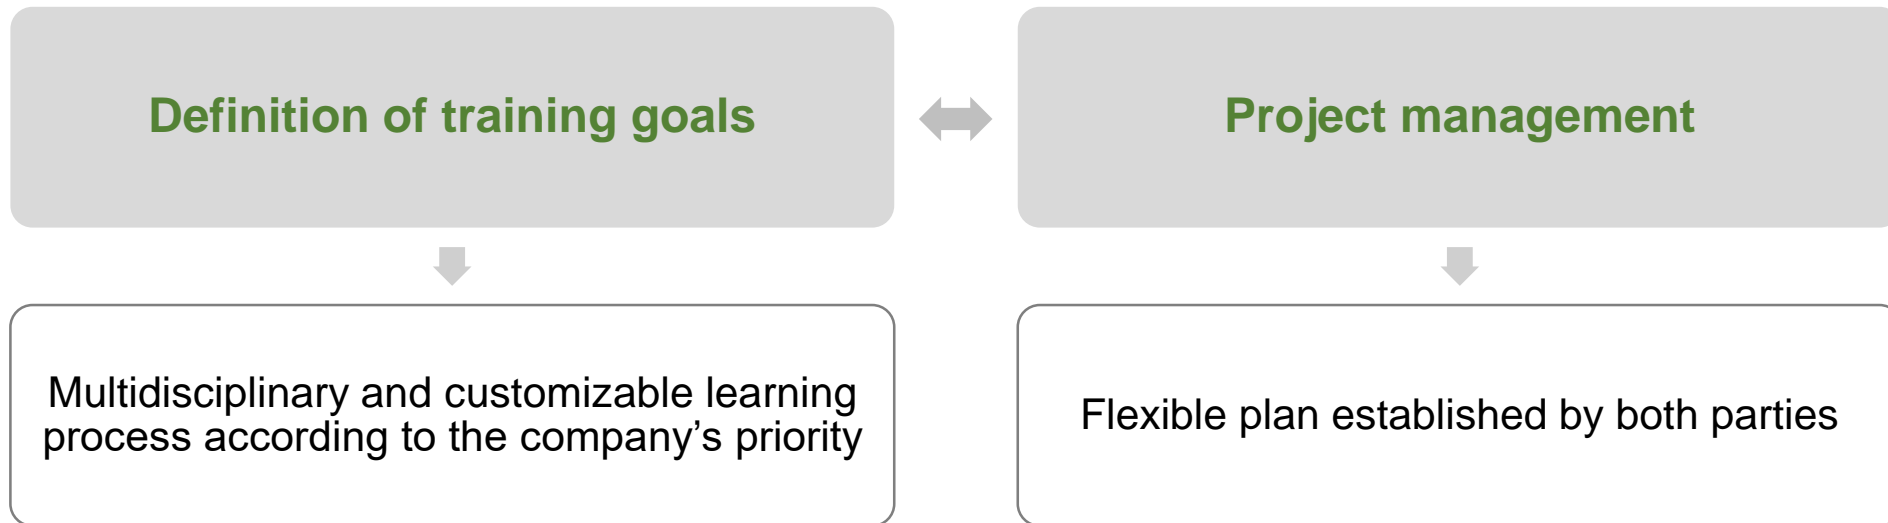 Definition of training goals
Project management
Multidisciplinary and customizable learning
process according to the company’s priority
Flexible plan established by both parties